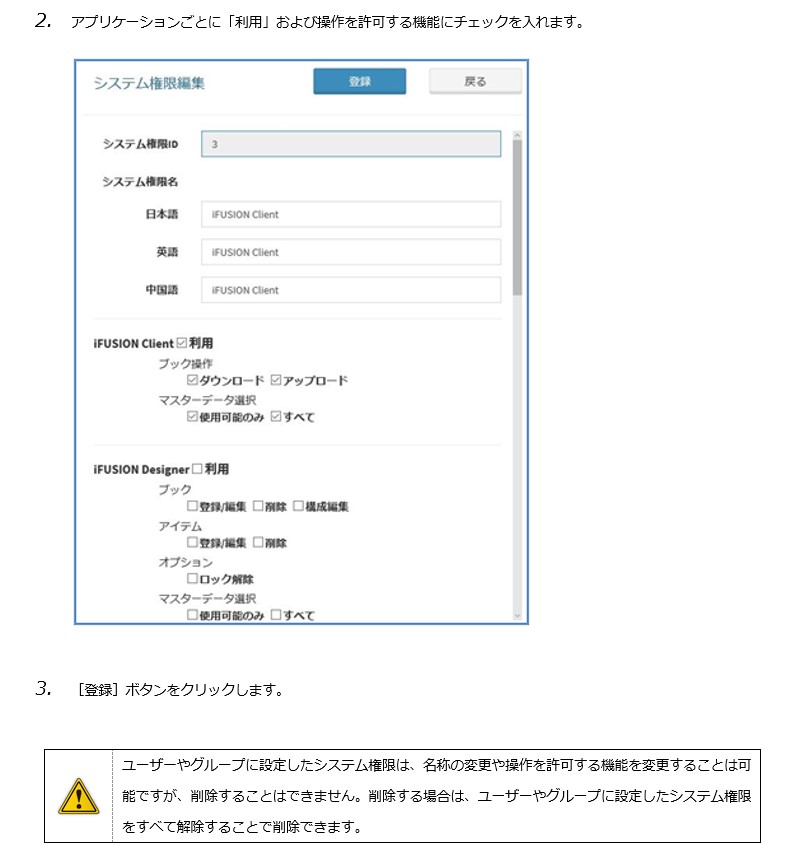 2. アプリケーションごとに「利用」および操作を許可する機能にチェックを入れます。
システム権限編集 登録 戻る
システム権限ID 3
システム権限名
日本語 iFUSION Client
英語 iFUSION Client
中国語 iFUSION Client
iFUSION Client ☑利用
ブック操作
☑ダウンロード ☑アップロード
マスターデータ選択
☑使用可能のみ ☑すべて
iFUSION Designer ☐利用
ブック
☐登録/編集 ☐削除 ☐構成編集
アイテム
☐登録/編集 ☐削除
オプション
☐ロック解除
マスターデータ選択
☐使用可能のみ ☐すべて
3. ［登録］ボタンをクリックします。
ユーザーやグループに設定したシステム権限は、名称の変更や操作を許可する機能を変更することは可
能ですが、削除することはできません。削除する場合は、ユーザーやグループに設定したシステム権限
をすべて解除することで削除できます。